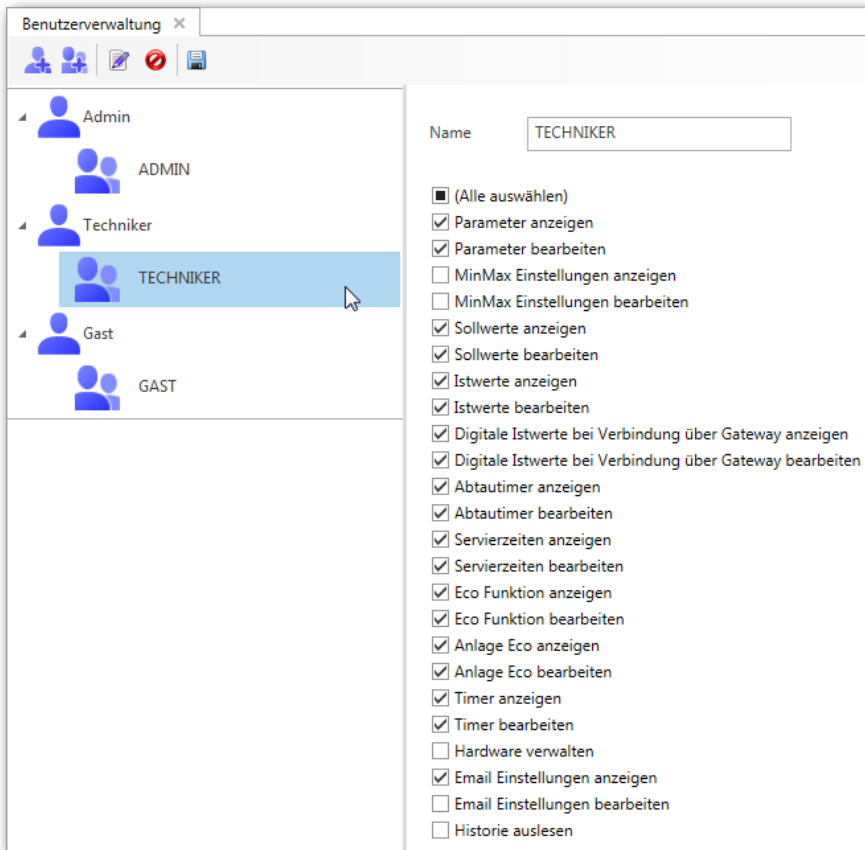 Benutzerverwaltung
Admin
ADMIN
Techniker
TECHNIKER
Gast
GAST
Name TECHNIKER
(Alle auswählen)
Parameter anzeigen
Parameter bearbeiten
MinMax Einstellungen anzeigen
MinMax Einstellungen bearbeiten
Sollwerte anzeigen
Sollwerte bearbeiten
Istwerte anzeigen
Istwerte bearbeiten
Digitale Istwerte bei Verbindung über Gateway anzeigen
Digitale Istwerte bei Verbindung über Gateway bearbeiten
Abtautimer anzeigen
Abtautimer bearbeiten
Servierzeiten anzeigen
Servierzeiten bearbeiten
Eco Funktion anzeigen
Eco Funktion bearbeiten
Anlage Eco anzeigen
Anlage Eco bearbeiten
Timer anzeigen
Timer bearbeiten
Hardware verwalten
Email Einstellungen anzeigen
Email Einstellungen bearbeiten
Historie auslesen